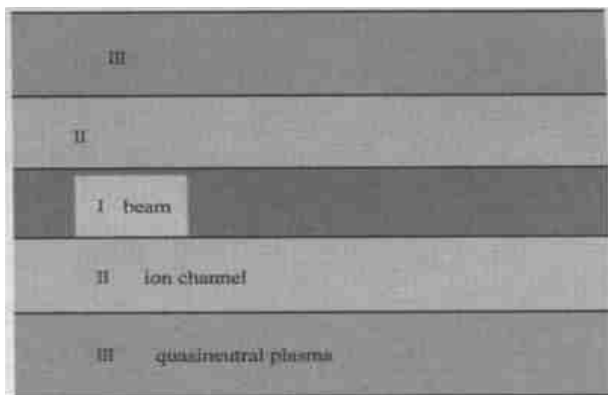 III
II
I beam
II ion channel
III quasineutral plasma